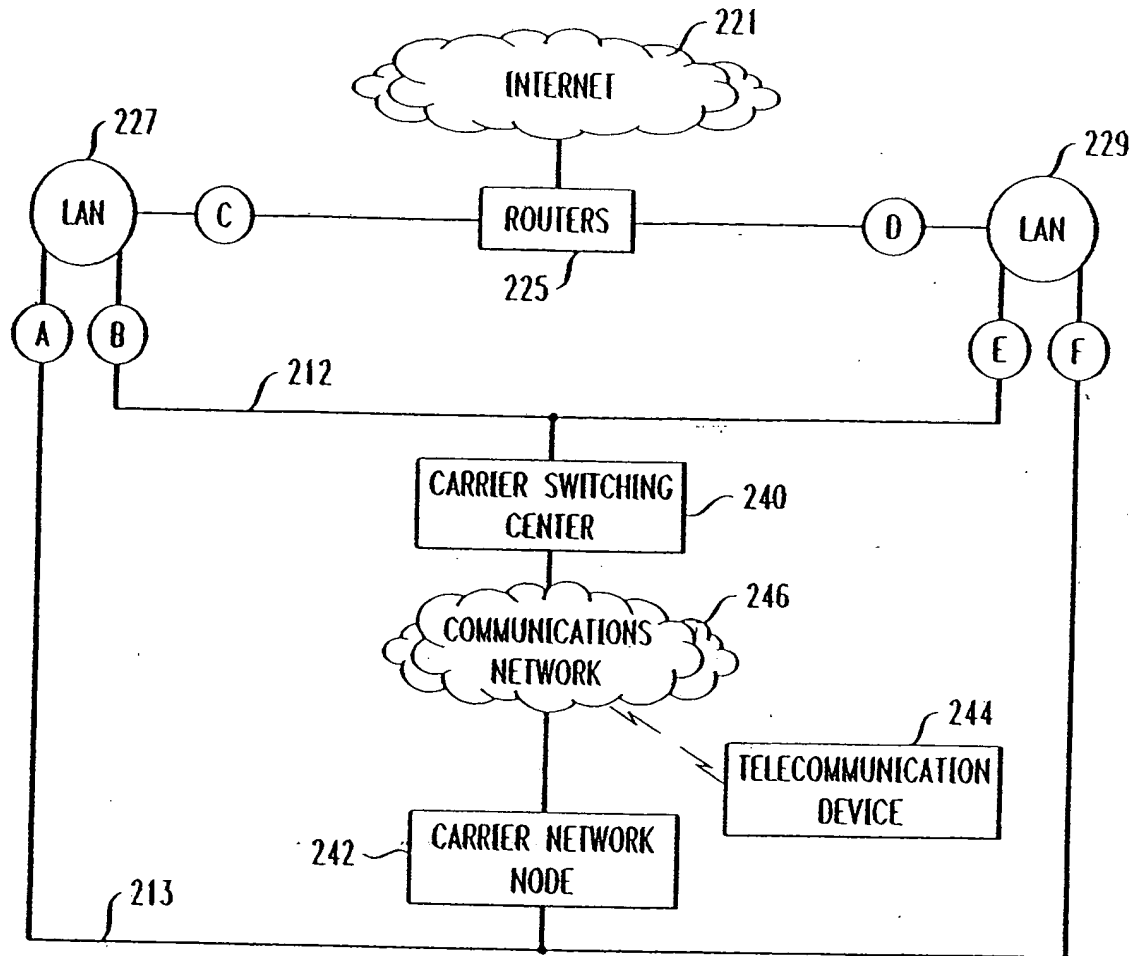 221
INTERNET
227
229
LAN
C
ROUTERS
D
LAN
225
A
B
E
F
212
CARRIER SWITCHING
CENTER
240
COMMUNICATIONS
NETWORK
246
244
TELECOMMUNICATION
DEVICE
242
CARRIER NETWORK
NODE
213